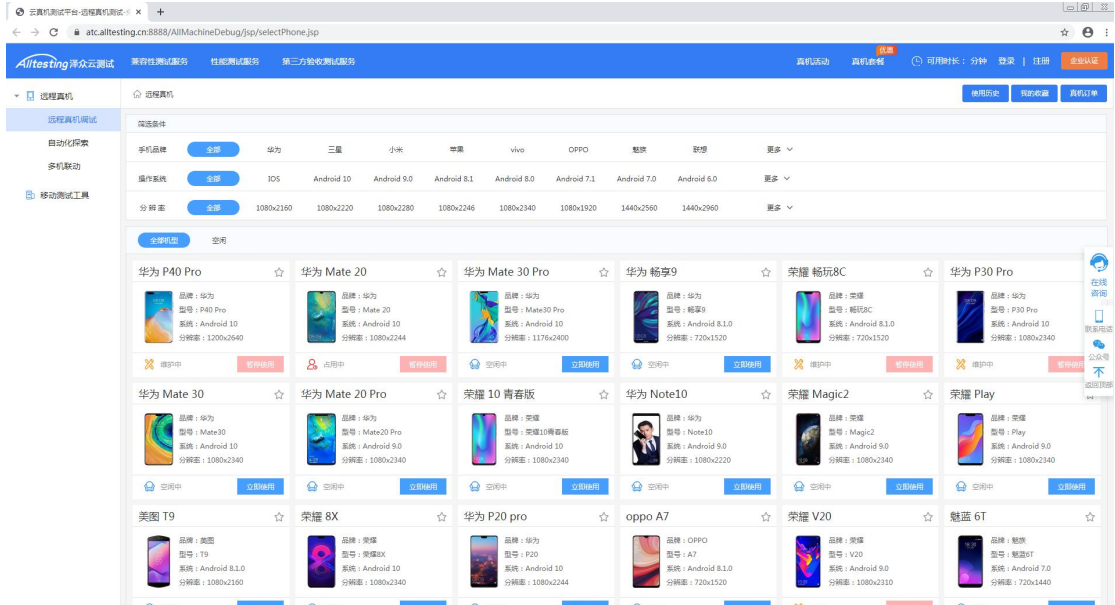 云真机测试平台-远程真机测试-
atc.alltesting.cn:8888/AllMachineDebug/jsp/selectPhone.jsp
Alltesting泽众云测试 兼容性测试服务 性能测试服务 第三方验收测试服务 真机活动 真机套餐 优惠 可用时长：分钟 登录 | 注册 企业认证
远程真机
远程真机调试
自动化探索
多机联动
移动测试工具
远程真机 使用历史 我的收藏 真机订单
筛选条件
手机品牌 全部 华为 三星 小米 苹果 vivo OPPO 魅族 联想 更多
操作系统 全部 IOS Android 10 Android 9.0 Android 8.1 Android 8.0 Android 7.1 Android 7.0 Android 6.0 更多
分辨率 全部 1080x2160 1080x2220 1080x2280 1080x2246 1080x2340 1080x1920 1440x2560 1440x2960 更多
全部机型 空闲
华为 P40 Pro 华为 Mate 20 华为 Mate 30 Pro 华为 畅享9 荣耀 畅玩8C 华为 P30 Pro
品牌：华为 品牌：华为 品牌：华为 品牌：华为 品牌：荣耀 品牌：华为
型号：P40 Pro 型号：Mate 20 型号：Mate30 Pro 型号：畅享9 型号：畅玩8C 型号：P30 Pro
系统：Android 10 系统：Android 10 系统：Android 10 系统：Android 8.1.0 系统：Android 8.1.0 系统：Android 10
分辨率：1200x2640 分辨率：1080x2244 分辨率：1176x2400 分辨率：720x1520 分辨率：720x1520 分辨率：1080x2340
维护中 暂停使用 占用中 暂停使用 空闲中 立即使用 空闲中 立即使用 维护中 暂停使用 维护中 暂停使用
华为 Mate 30 华为 Mate 20 Pro 荣耀 10 青春版 华为 Note10 荣耀 Magic2 荣耀 Play
品牌：华为 品牌：华为 品牌：荣耀 品牌：华为 品牌：荣耀 品牌：荣耀
型号：Mate30 型号：Mate20 Pro 型号：荣耀10青春版 型号：Note10 型号：Magic2 型号：Play
系统：Android 10 系统：Android 9.0 系统：Android 10 系统：Android 9.0 系统：Android 9.0 系统：Android 9.0
分辨率：1080x2340 分辨率：1080x2340 分辨率：1080x2340 分辨率：1080x2220 分辨率：1080x2340 分辨率：1080x2340
空闲中 立即使用 空闲中 立即使用 空闲中 立即使用 空闲中 立即使用 空闲中 立即使用 空闲中 立即使用
美图 T9 荣耀 8X 华为 P20 pro oppo A7 荣耀 V20 魅蓝 6T
品牌：美图 品牌：荣耀 品牌：华为 品牌：OPPO 品牌：荣耀 品牌：魅族
型号：T9 型号：荣耀8X 型号：P20 型号：A7 型号：V20 型号：魅蓝6T
系统：Android 8.1.0 系统：Android 10 系统：Android 10 系统：Android 8.1.0 系统：Android 9.0 系统：Android 7.0
分辨率：1080x2160 分辨率：1080x2340 分辨率：1080x2244 分辨率：720x1520 分辨率：1080x2310 分辨率：720x1440
在线
咨询
联系电话
公众号
返回顶部